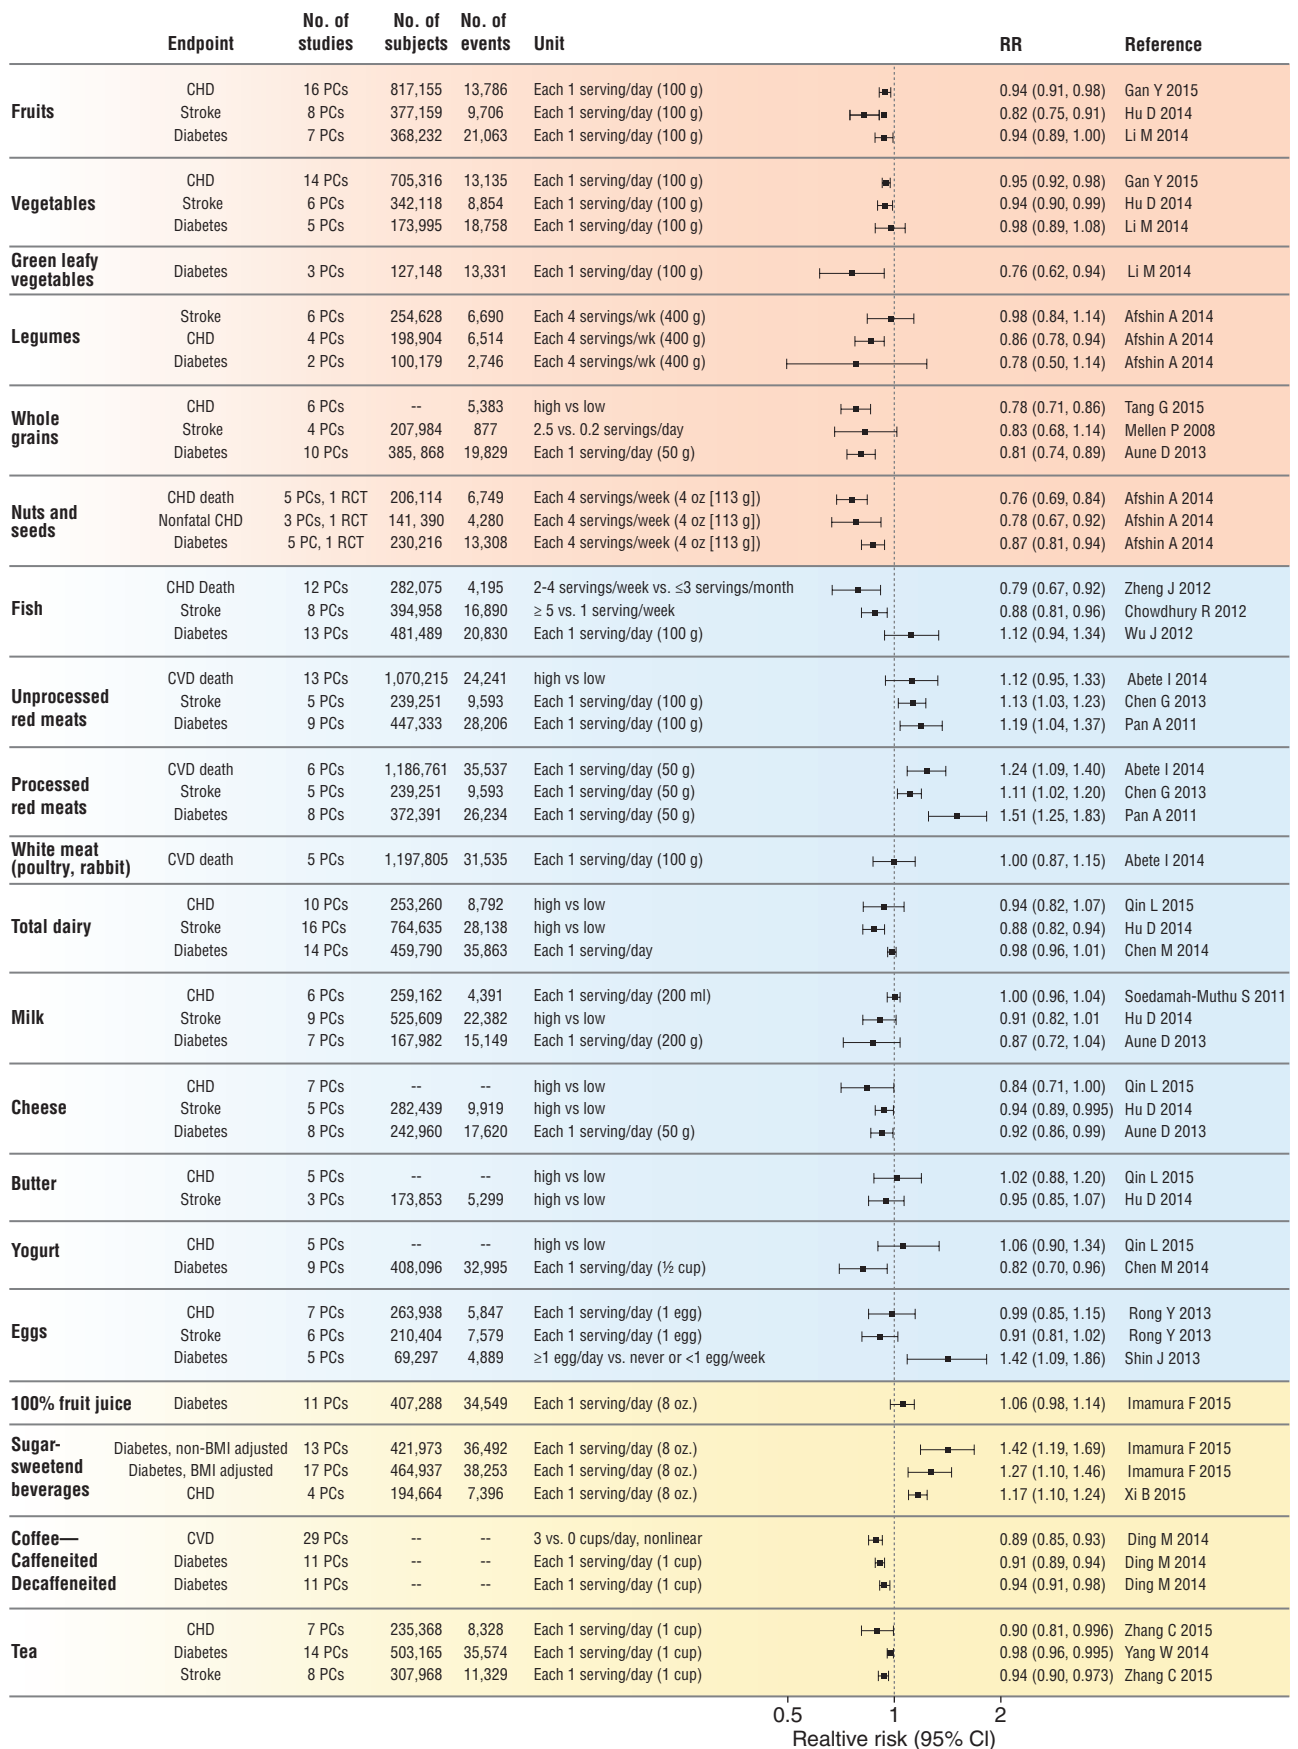 Endpoint No. of studies No. of subjects No. of events Unit RR Reference
Fruits
CHD 16 PCs 817,155 13,786 Each 1 serving/day (100 g) 0.94 (0.91, 0.98) Gan Y 2015
Stroke 8 PCs 377,159 9,706 Each 1 serving/day (100 g) 0.82 (0.75, 0.91) Hu D 2014
Diabetes 7 PCs 368,232 21,063 Each 1 serving/day (100 g) 0.94 (0.89, 1.00) Li M 2014
Vegetables
CHD 14 PCs 705,316 13,135 Each 1 serving/day (100 g) 0.95 (0.92, 0.98) Gan Y 2015
Stroke 6 PCs 342,118 8,854 Each 1 serving/day (100 g) 0.94 (0.90, 0.99) Hu D 2014
Diabetes 5 PCs 173,995 18,758 Each 1 serving/day (100 g) 0.98 (0.89, 1.08) Li M 2014
Green leafy
vegetables
Diabetes 3 PCs 127,148 13,331 Each 1 serving/day (100 g) 0.76 (0.62, 0.94) Li M 2014
Legumes
Stroke 6 PCs 254,628 6,690 Each 4 servings/wk (400 g) 0.98 (0.84, 1.14) Afshin A 2014
CHD 4 PCs 198,904 6,514 Each 4 servings/wk (400 g) 0.86 (0.78, 0.94) Afshin A 2014
Diabetes 2 PCs 100,179 2,746 Each 4 servings/wk (400 g) 0.78 (0.50, 1.14) Afshin A 2014
Whole
grains
CHD 6 PCs -- 5,383 high vs low 0.78 (0.71, 0.86) Tang G 2015
Stroke 4 PCs 207,984 877 2.5 vs. 0.2 servings/day 0.83 (0.68, 1.14) Mellen P 2008
Diabetes 10 PCs 385, 868 19,829 Each 1 serving/day (50 g) 0.81 (0.74, 0.89) Aune D 2013
Nuts and
seeds
CHD death 5 PCs, 1 RCT 206,114 6,749 Each 4 servings/week (4 oz [113 g]) 0.76 (0.69, 0.84) Afshin A 2014
Nonfatal CHD 3 PCs, 1 RCT 141, 390 4,280 Each 4 servings/week (4 oz [113 g]) 0.78 (0.67, 0.92) Afshin A 2014
Diabetes 5 PC, 1 RCT 230,216 13,308 Each 4 servings/week (4 oz [113 g]) 0.87 (0.81, 0.94) Afshin A 2014
Fish
CHD Death 12 PCs 282,075 4,195 2-4 servings/week vs. ≤3 servings/month 0.79 (0.67, 0.92) Zheng J 2012
Stroke 8 PCs 394,958 16,890 ≥ 5 vs. 1 serving/week 0.88 (0.81, 0.96) Chowdhury R 2012
Diabetes 13 PCs 481,489 20,830 Each 1 serving/day (100 g) 1.12 (0.94, 1.34) Wu J 2012
Unprocessed
red meats
CVD death 13 PCs 1,070,215 24,241 high vs low 1.12 (0.95, 1.33) Abete I 2014
Stroke 5 PCs 239,251 9,593 Each 1 serving/day (100 g) 1.13 (1.03, 1.23) Chen G 2013
Diabetes 9 PCs 447,333 28,206 Each 1 serving/day (100 g) 1.19 (1.04, 1.37) Pan A 2011
Processed
red meats
CVD death 6 PCs 1,186,761 35,537 Each 1 serving/day (50 g) 1.24 (1.09, 1.40) Abete I 2014
Stroke 5 PCs 239,251 9,593 Each 1 serving/day (50 g) 1.11 (1.02, 1.20) Chen G 2013
Diabetes 8 PCs 372,391 26,234 Each 1 serving/day (50 g) 1.51 (1.25, 1.83) Pan A 2011
White meat
(poultry, rabbit)
CVD death 5 PCs 1,197,805 31,535 Each 1 serving/day (100 g) 1.00 (0.87, 1.15) Abete I 2014
Total dairy
CHD 10 PCs 253,260 8,792 high vs low 0.94 (0.82, 1.07) Qin L 2015
Stroke 16 PCs 764,635 28,138 high vs low 0.88 (0.82, 0.94) Hu D 2014
Diabetes 14 PCs 459,790 35,863 Each 1 serving/day 0.98 (0.96, 1.01) Chen M 2014
Milk
CHD 6 PCs 259,162 4,391 Each 1 serving/day (200 ml) 1.00 (0.96, 1.04) Soedamah-Muthu S 2011
Stroke 9 PCs 525,609 22,382 high vs low 0.91 (0.82, 1.01 Hu D 2014
Diabetes 7 PCs 167,982 15,149 Each 1 serving/day (200 g) 0.87 (0.72, 1.04) Aune D 2013
Cheese
CHD 7 PCs -- -- high vs low 0.84 (0.71, 1.00) Qin L 2015
Stroke 5 PCs 282,439 9,919 high vs low 0.94 (0.89, 0.995) Hu D 2014
Diabetes 8 PCs 242,960 17,620 Each 1 serving/day (50 g) 0.92 (0.86, 0.99) Aune D 2013
Butter
CHD 5 PCs -- -- high vs low 1.02 (0.88, 1.20) Qin L 2015
Stroke 3 PCs 173,853 5,299 high vs low 0.95 (0.85, 1.07) Hu D 2014
Yogurt
CHD 5 PCs -- -- high vs low 1.06 (0.90, 1.34) Qin L 2015
Diabetes 9 PCs 408,096 32,995 Each 1 serving/day (½ cup) 0.82 (0.70, 0.96) Chen M 2014
Eggs
CHD 7 PCs 263,938 5,847 Each 1 serving/day (1 egg) 0.99 (0.85, 1.15) Rong Y 2013
Stroke 6 PCs 210,404 7,579 Each 1 serving/day (1 egg) 0.91 (0.81, 1.02) Rong Y 2013
Diabetes 5 PCs 69,297 4,889 ≥1 egg/day vs. never or <1 egg/week 1.42 (1.09, 1.86) Shin J 2013
100% fruit juice Diabetes 11 PCs 407,288 34,549 Each 1 serving/day (8 oz.) 1.06 (0.98, 1.14) Imamura F 2015
Sugar-
sweetend
beverages
Diabetes, non-BMI adjusted 13 PCs 421,973 36,492 Each 1 serving/day (8 oz.) 1.42 (1.19, 1.69) Imamura F 2015
Diabetes, BMI adjusted 17 PCs 464,937 38,253 Each 1 serving/day (8 oz.) 1.27 (1.10, 1.46) Imamura F 2015
CHD 4 PCs 194,664 7,396 Each 1 serving/day (8 oz.) 1.17 (1.10, 1.24) Xi B 2015
Coffee— CVD 29 PCs -- -- 3 vs. 0 cups/day, nonlinear 0.89 (0.85, 0.93) Ding M 2014
Caffeneited Diabetes 11 PCs -- -- Each 1 serving/day (1 cup) 0.91 (0.89, 0.94) Ding M 2014
Decaffeneited Diabetes 11 PCs -- -- Each 1 serving/day (1 cup) 0.94 (0.91, 0.98) Ding M 2014
Tea
CHD 7 PCs 235,368 8,328 Each 1 serving/day (1 cup) 0.90 (0.81, 0.996) Zhang C 2015
Diabetes 14 PCs 503,165 35,574 Each 1 serving/day (1 cup) 0.98 (0.96, 0.995) Yang W 2014
Stroke 8 PCs 307,968 11,329 Each 1 serving/day (1 cup) 0.94 (0.90, 0.973) Zhang C 2015
0.5 1 2
Realtive risk (95% CI)